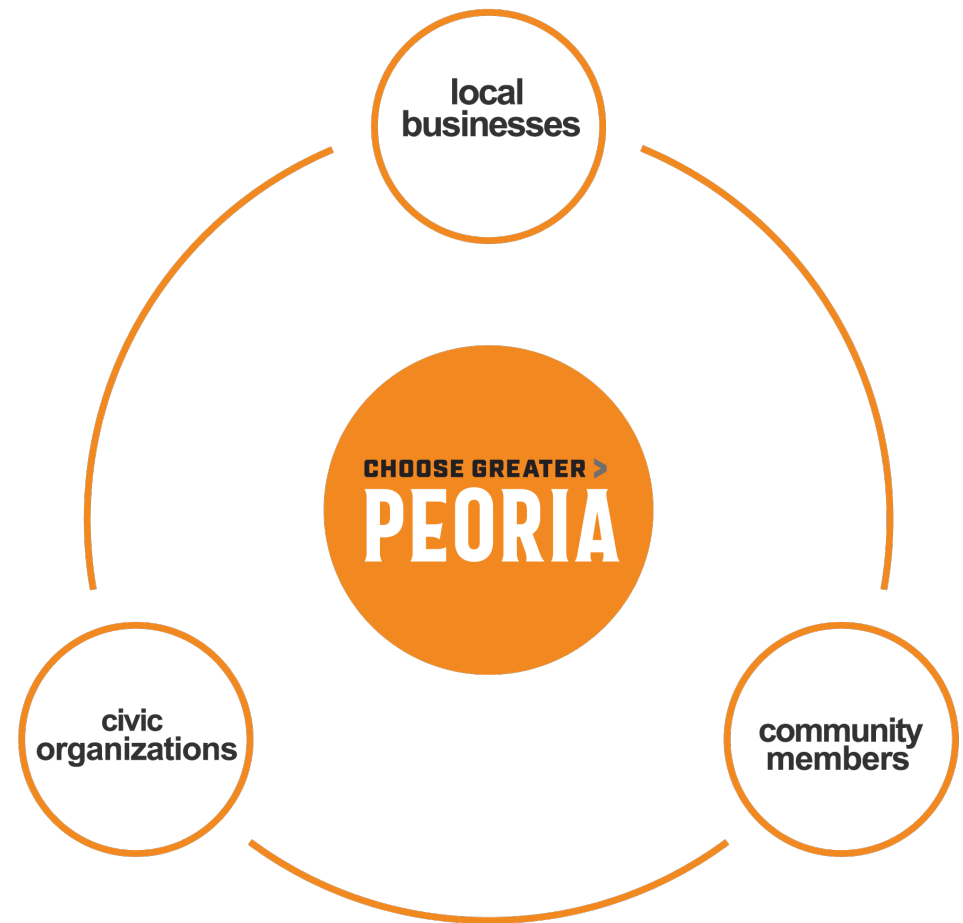 local
businesses
CHOOSE GREATER >
PEORIA
civic
organizations
community
members